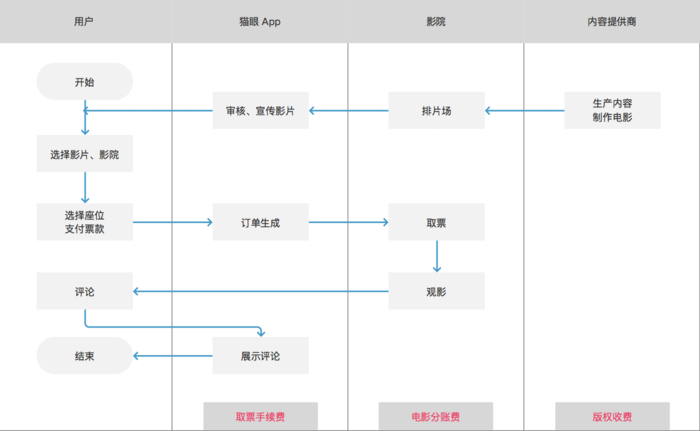 用户
猫眼 App
影院
内容提供商
开始
审核、宣传影片
排片场
生产内容
制作电影
选择影片、影院
选择座位
支付票款
订单生成
取票
评论
观影
结束
展示评论
取票手续费
电影分账费
版权收费